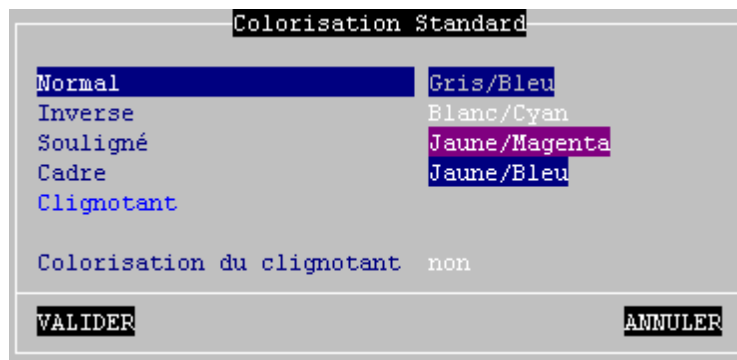 Colorisation Standard
Normal Gris/Bleu
Inverse Blanc/Cyan
Souligné Jaune/Magenta
Cadre Jaune/Bleu
Clignotant
Colorisation du clignotant non
VALIDER ANNULER